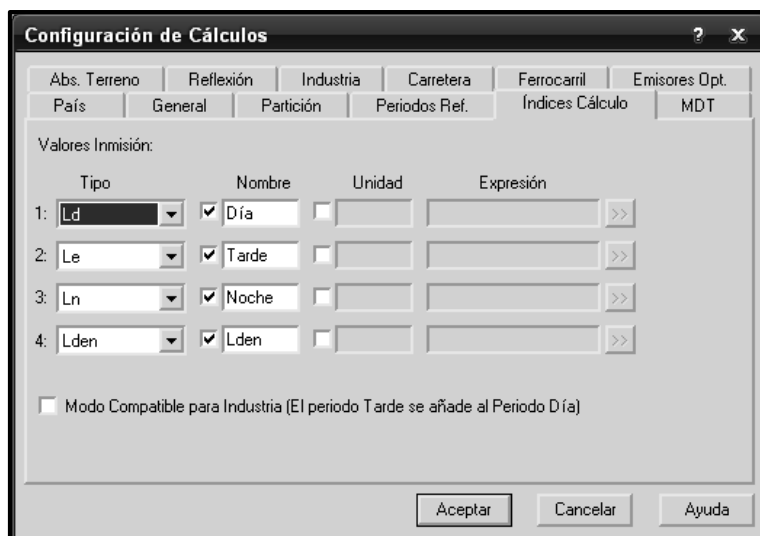 Configuración de Cálculos ? X
Abs. Terreno Reflexión Industria Carretera Ferrocarril Emisores Opt.
País General Partición Periodos Ref. Índices Cálculo MDT
Valores Inmisión:
Tipo Nombre Unidad Expresión
1: Ld Día >>
2: Le Tarde >>
3: Ln Noche >>
4: Lden Lden >>
Modo Compatible para Industria (El periodo Tarde se añade al Periodo Día)
Aceptar Cancelar Ayuda